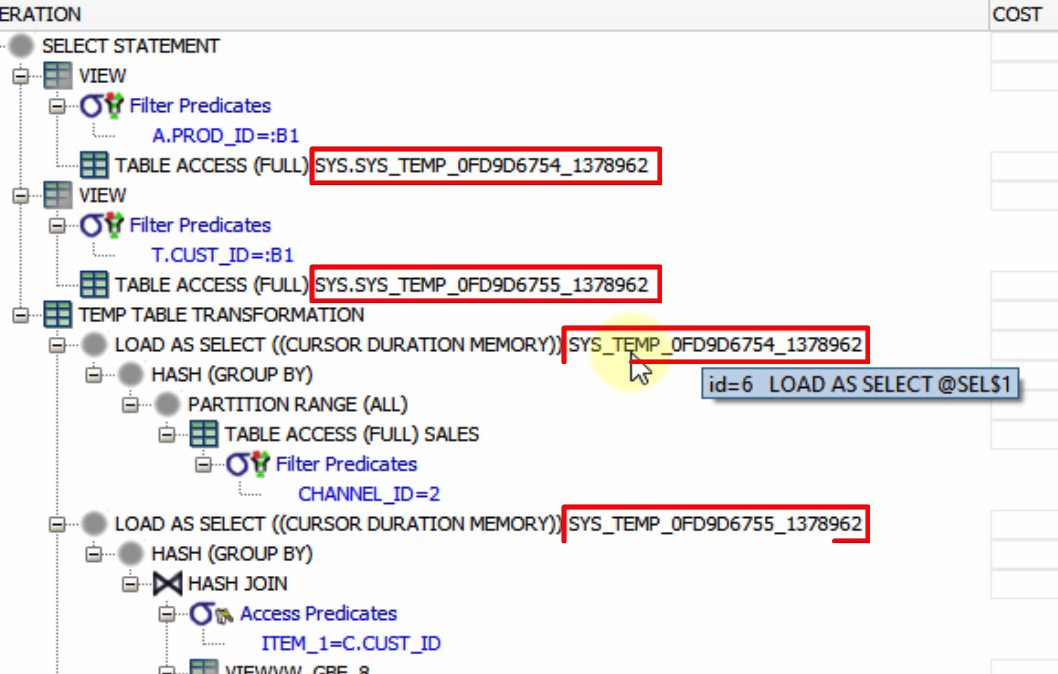 ERATION COST
SELECT STATEMENT
VIEW
Filter Predicates
A.PROD_ID=:B1
TABLE ACCESS (FULL) SYS.SYS_TEMP_0FD9D6754_1378962
VIEW
Filter Predicates
T.CUST_ID=:B1
TABLE ACCESS (FULL) SYS.SYS_TEMP_0FD9D6755_1378962
TEMP TABLE TRANSFORMATION
LOAD AS SELECT ((CURSOR DURATION MEMORY)) SYS_TEMP_0FD9D6754_1378962
HASH (GROUP BY)
id=6 LOAD AS SELECT @SEL$1
PARTITION RANGE (ALL)
TABLE ACCESS (FULL) SALES
Filter Predicates
CHANNEL_ID=2
LOAD AS SELECT ((CURSOR DURATION MEMORY)) SYS_TEMP_0FD9D6755_1378962
HASH (GROUP BY)
HASH JOIN
Access Predicates
ITEM_1=C.CUST_ID